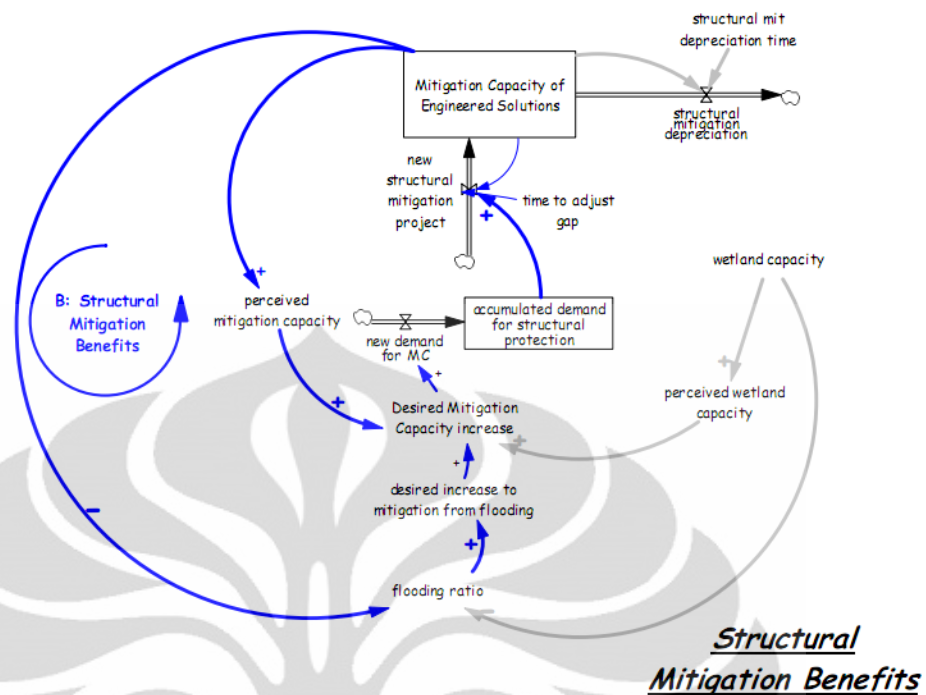 structural mit
depreciation time
Mitigation Capacity of
Engineered Solutions
structural
mitigation
depreciation
new
structural
mitigation
project
time to adjust
gap
+
wetland capacity
B: Structural
Mitigation
Benefits
+
perceived
mitigation capacity
accumulated demand
for structural
protection
new demand
for MC
+
+
perceived wetland
capacity
+
Desired Mitigation
Capacity increase
+
+
desired increase to
mitigation from flooding
-
+
flooding ratio
-
Structural
Mitigation Benefits